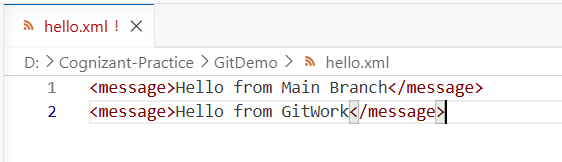 hello.xml !
D: > Cognizant-Practice > GitDemo > hello.xml
1 <message>Hello from Main Branch</message>
2 <message>Hello from GitWork</message>